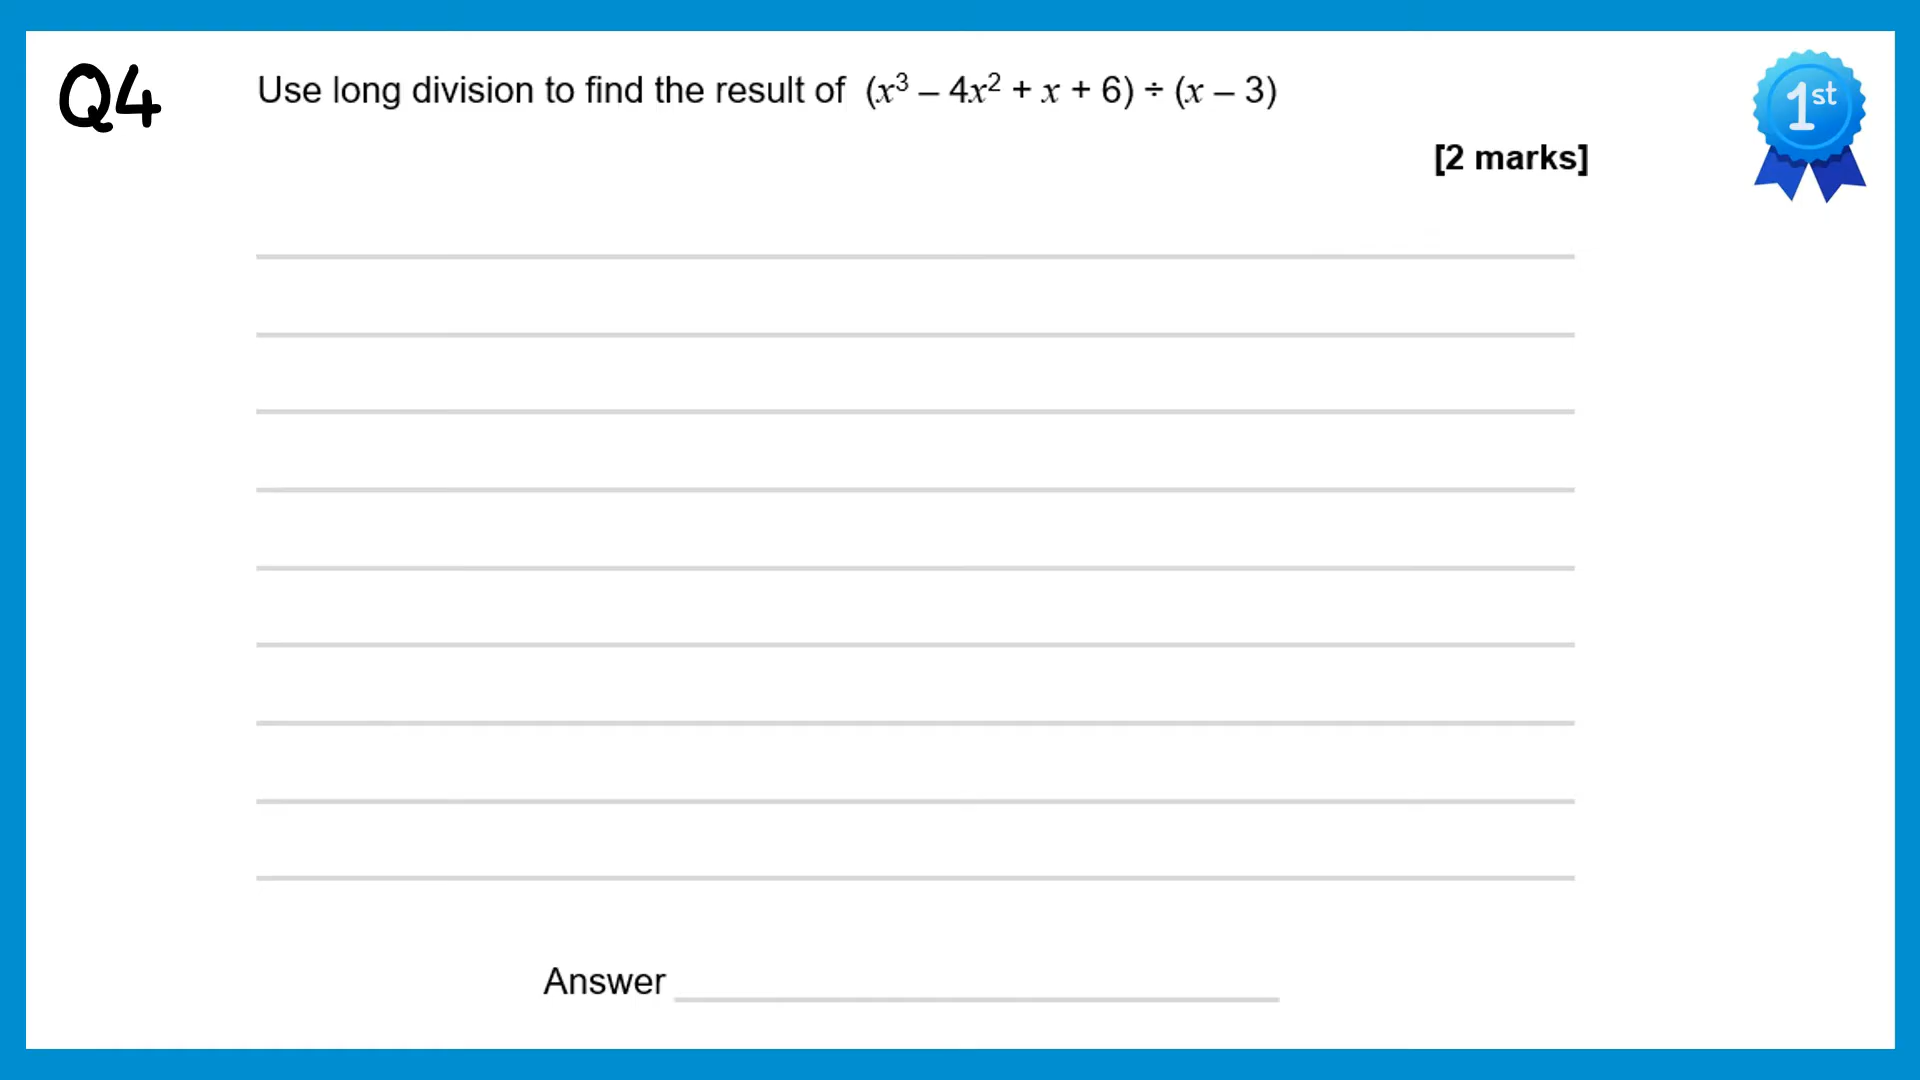 Q4
Use long division to find the result of (x³ – 4x² + x + 6) ÷ (x – 3)
1st
[2 marks]
Answer